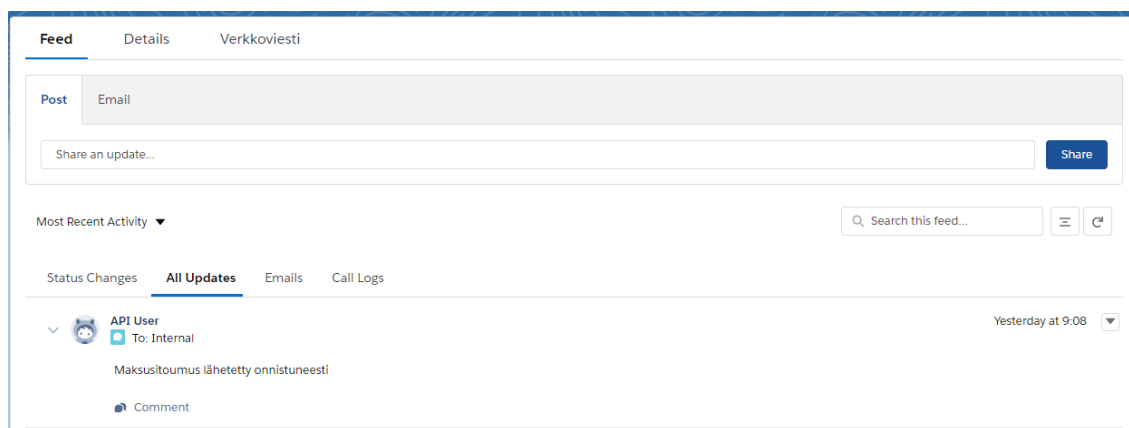 Feed Details Verkkoviesti
Post Email
Share an update... Share
Most Recent Activity Search this feed...
Status Changes All Updates Emails Call Logs
API User Yesterday at 9:08
To: Internal
Maksusitoumus lähetetty onnistuneesti
Comment